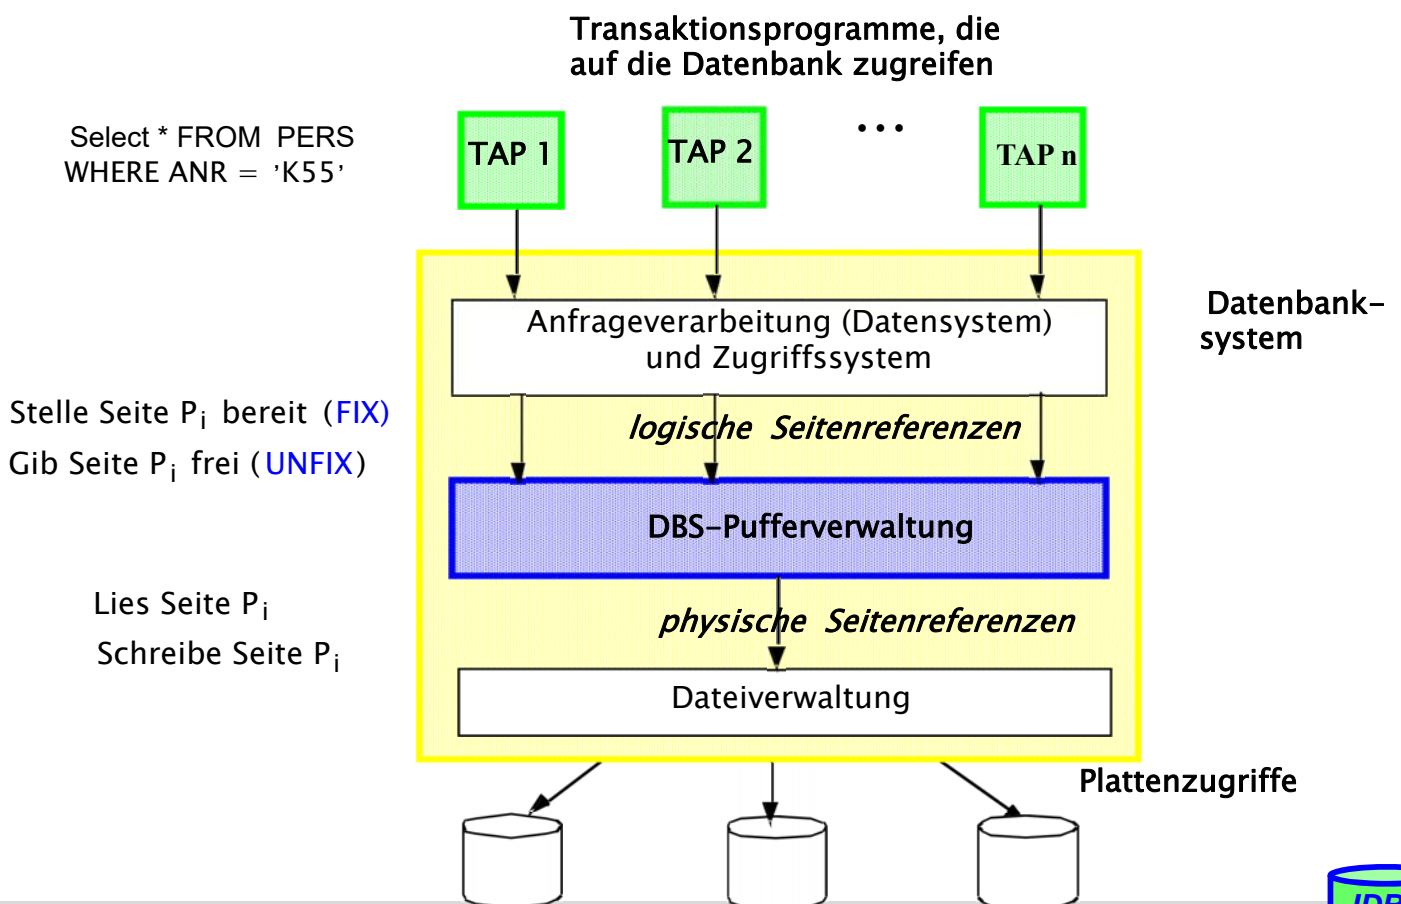 Transaktionsprogramme, die
auf die Datenbank zugreifen
Select * FROM PERS
WHERE ANR = 'K55'
TAP 1
TAP 2
...
TAP n
Anfrageverarbeitung (Datensystem)
und Zugriffssystem
Datenbank-
system
Stelle Seite Pi bereit (FIX)
Gib Seite Pi frei (UNFIX)
logische Seitenreferenzen
DBS-Pufferverwaltung
Lies Seite Pi
Schreibe Seite Pi
physische Seitenreferenzen
Dateiverwaltung
Plattenzugriffe